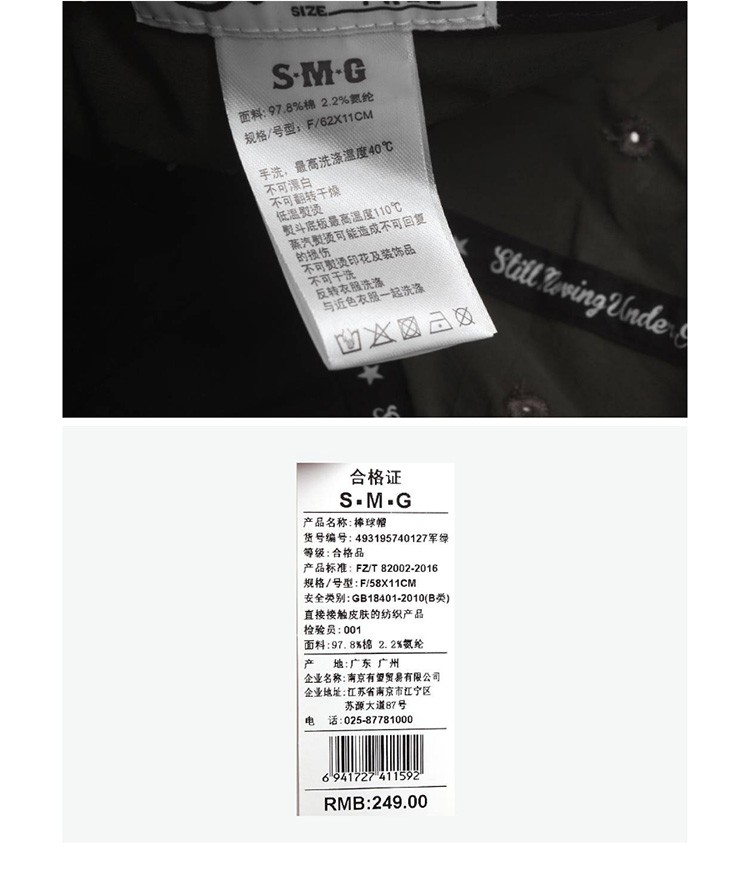 SIZE
S·M·G
面料: 97.8%棉 2.2%氨纶
规格/号型: F/62X11CM
手洗，最高洗涤温度40℃
不可漂白
不可翻转干燥
低温熨烫
熨斗底板最高温度110℃
蒸汽熨烫可能造成不可回复
的损伤
不可熨烫印花及装饰品
不可干洗
反转衣服洗涤
与近色衣服一起洗涤
Still Loving Under
合格证
S·M·G
产品名称: 棒球帽
货号编号: 493195740127军绿
等级: 合格品
产品标准: FZ/T 82002-2016
规格/号型: F/58X11CM
安全类别: GB18401-2010(B类)
直接接触皮肤的纺织产品
检验员: 001
面料: 97.8%棉 2.2%氨纶
产 地: 广东 广州
企业名称: 南京有望贸易有限公司
企业地址: 江苏省南京市江宁区
苏源大道87号
电 话: 025-87781000
6 941727 411592
RMB:249.00